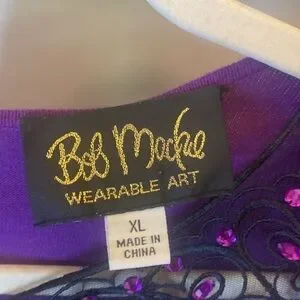 Bob Mackie
WEARABLE ART
XL
MADE IN
CHINA